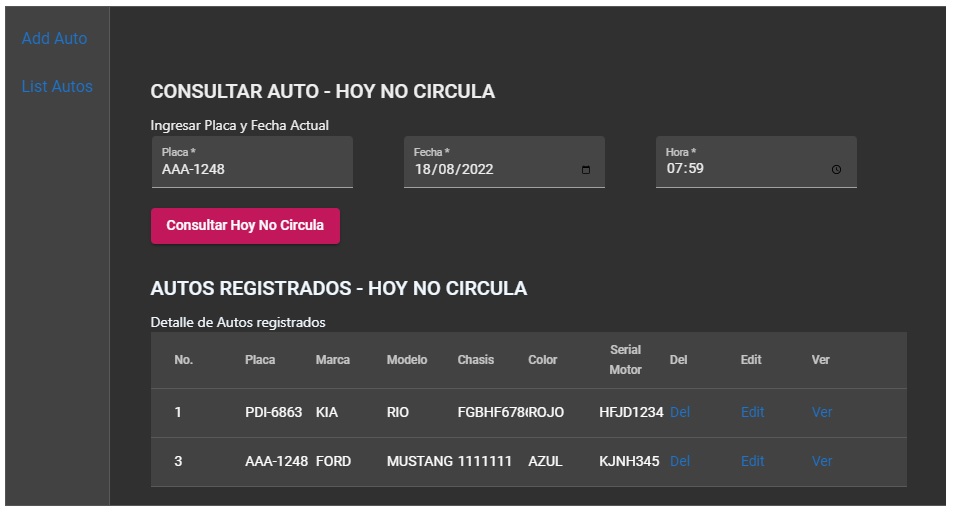 Add Auto
List Autos
CONSULTAR AUTO - HOY NO CIRCULA
Ingresar Placa y Fecha Actual
Placa * Fecha * Hora *
AAA-1248 18/08/2022 07:59
Consultar Hoy No Circula
AUTOS REGISTRADOS - HOY NO CIRCULA
Detalle de Autos registrados
No. Placa Marca Modelo Chasis Color Serial Motor Del Edit Ver
1 PDI-6863 KIA RIO FGBHF678 ROJO HFJD1234 Del Edit Ver
3 AAA-1248 FORD MUSTANG 1111111 AZUL KJNH345 Del Edit Ver